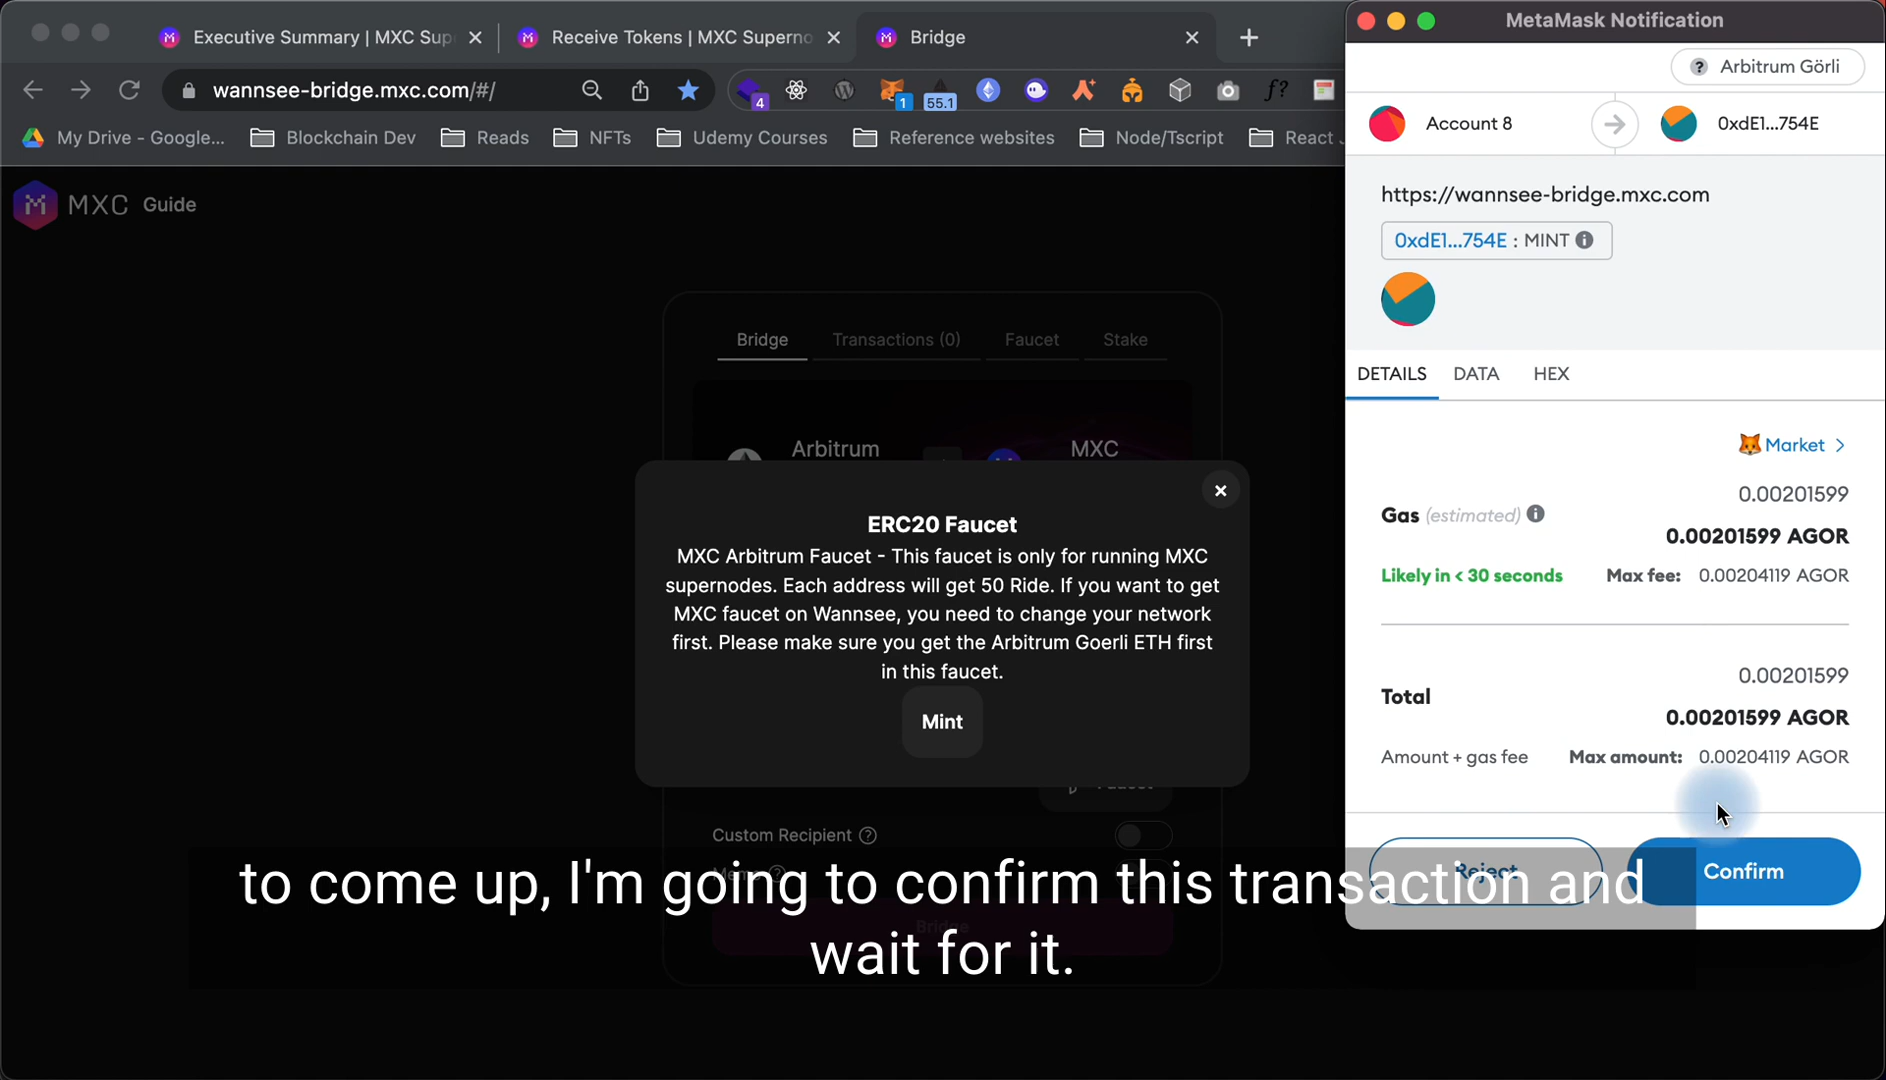 Executive Summary | MXC Sup
Receive Tokens | MXC Superno
Bridge
wannsee-bridge.mxc.com/#/
4
1
55.1
f?
My Drive - Google...
Blockchain Dev
Reads
NFTs
Udemy Courses
Reference websites
Node/Tscript
React J
MXC Guide
Bridge
Transactions (0)
Faucet
Stake
Arbitrum
MXC
ERC20 Faucet
MXC Arbitrum Faucet - This faucet is only for running MXC
supernodes. Each address will get 50 Ride. If you want to get
MXC faucet on Wannsee, you need to change your network
first. Please make sure you get the Arbitrum Goerli ETH first
in this faucet.
Mint
Faucet
Custom Recipient
Memo
Bridge
to come up, I'm going to confirm this transaction and
wait for it.
MetaMask Notification
Arbitrum Görli
Account 8
0xdE1...754E
https://wannsee-bridge.mxc.com
0xdE1...754E : MINT
DETAILS
DATA
HEX
Market >
0.00201599
Gas (estimated)
0.00201599 AGOR
Likely in < 30 seconds
Max fee: 0.00204119 AGOR
0.00201599
Total
0.00201599 AGOR
Amount + gas fee
Max amount: 0.00204119 AGOR
Reject
Confirm